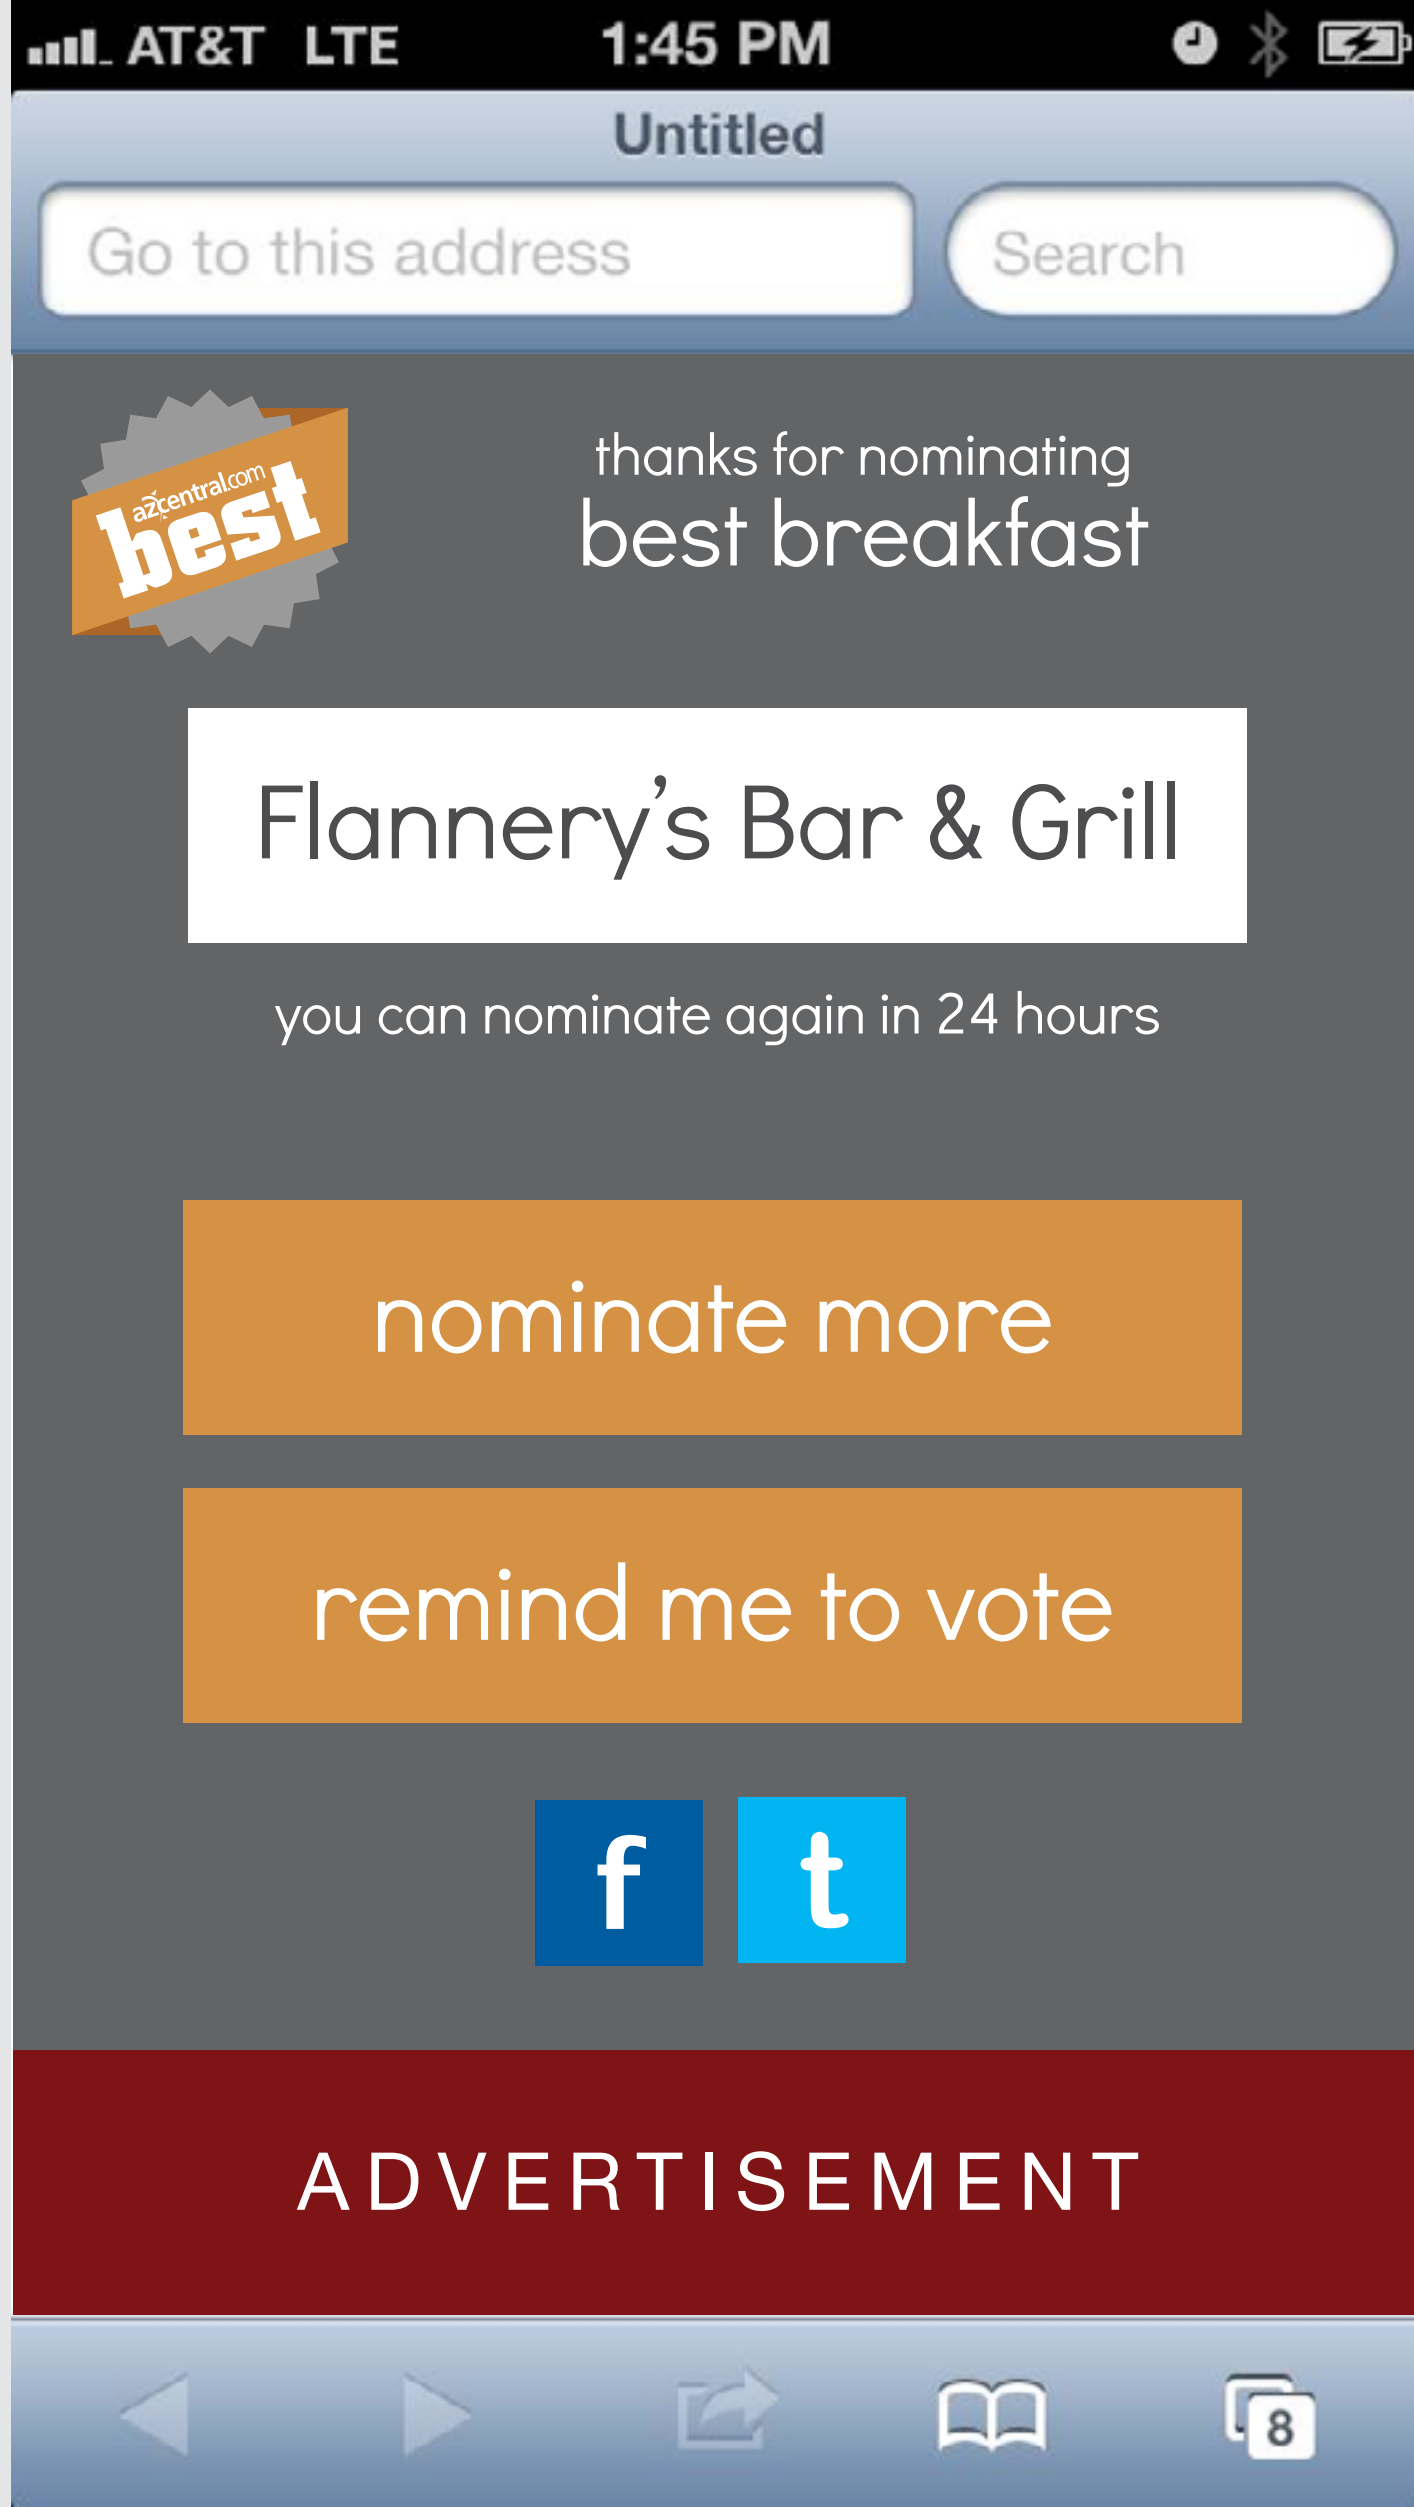 AT&T LTE 1:45 PM
Untitled
Go to this address Search
azcentral.com
best
thanks for nominating
best breakfast
Flannery’s Bar & Grill
you can nominate again in 24 hours
nominate more
remind me to vote
f t
ADVERTISEMENT
8